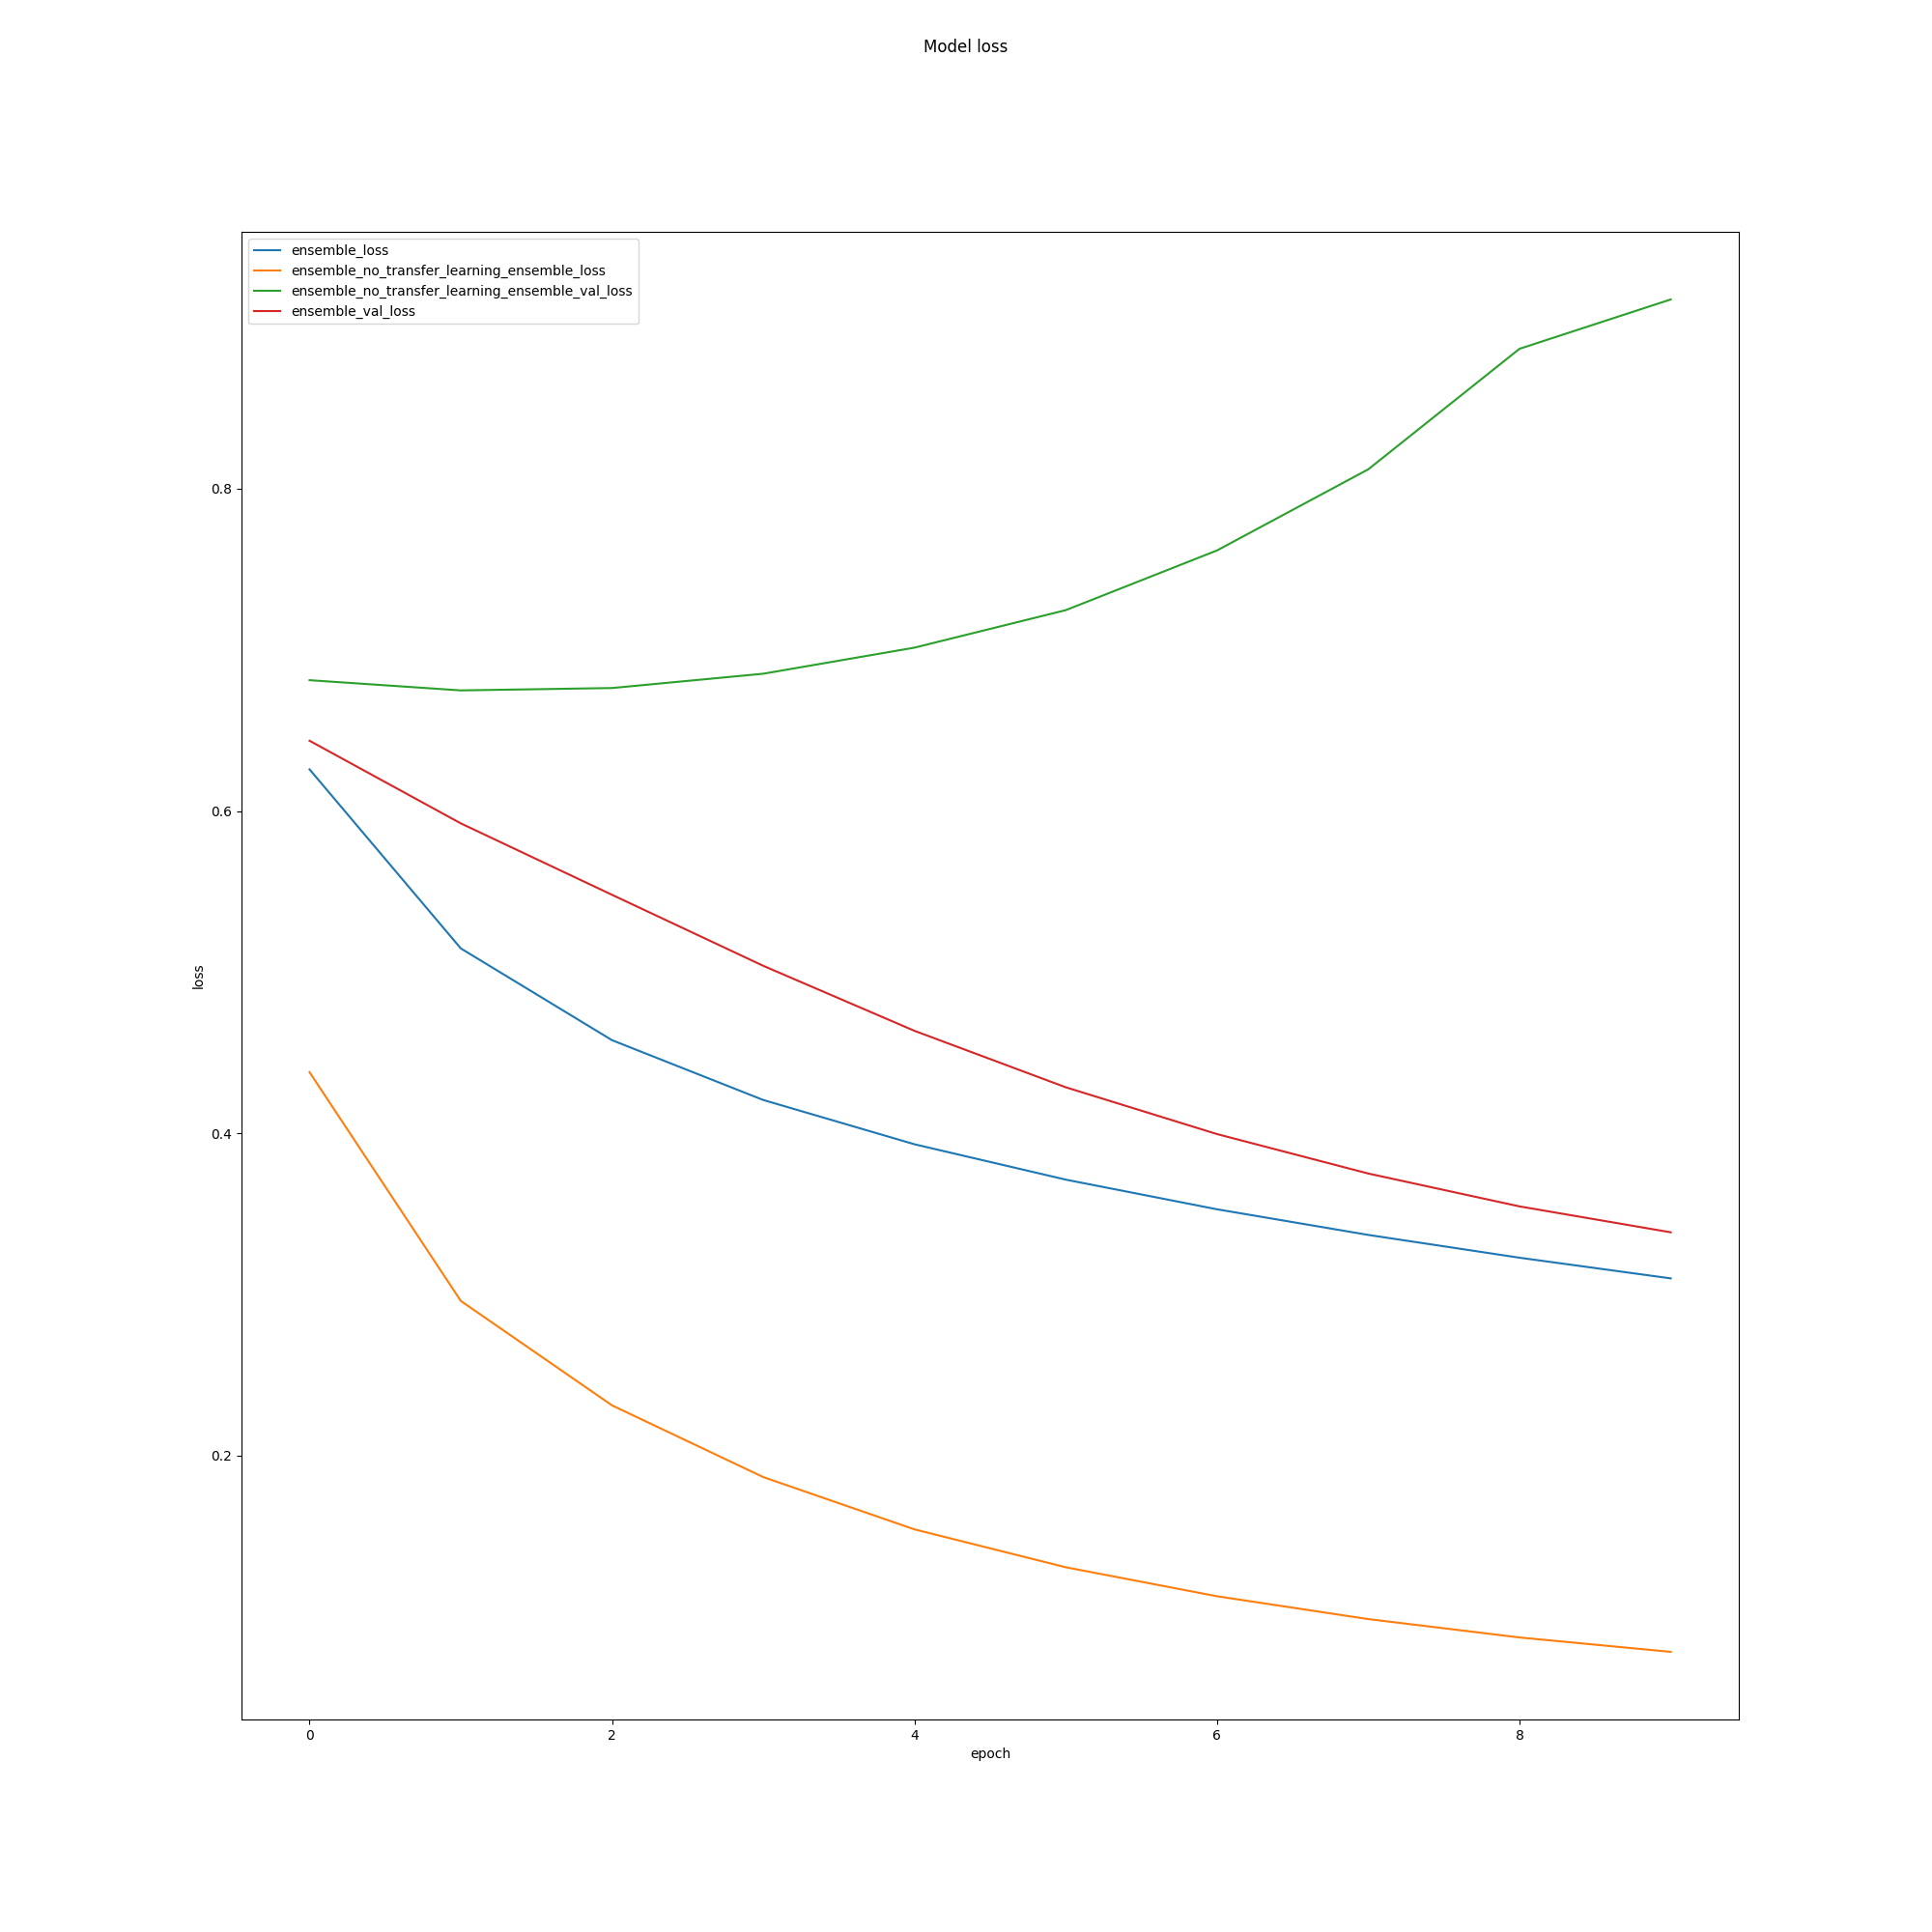 Model loss
ensemble_loss
ensemble_no_transfer_learning_ensemble_loss
ensemble_no_transfer_learning_ensemble_val_loss
ensemble_val_loss
0.8
0.6
loss
0.4
0.2
0 2 4 6 8
epoch